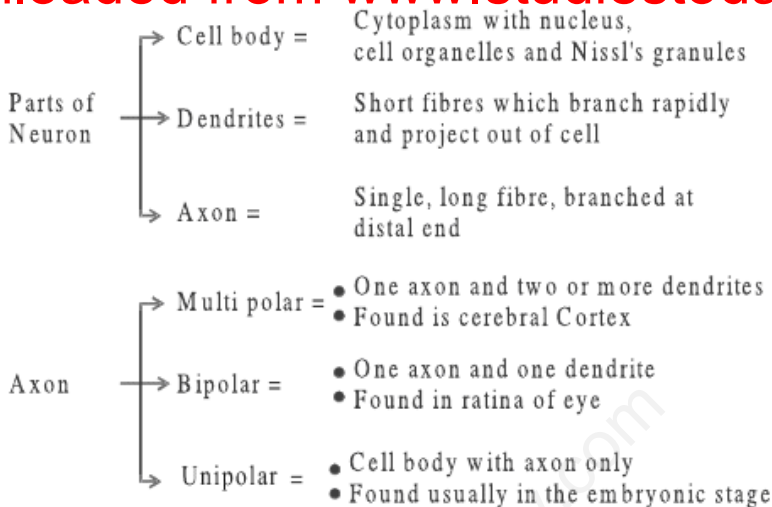 Cytoplasm with nucleus,
Cell body =
cell organelles and Nissl's granules
Parts of
Neuron
Dendrites =
Short fibres which branch rapidly
and project out of cell
Axon =
Single, long fibre, branched at
distal end
Axon
Multi polar =
• One axon and two or more dendrites
• Found is cerebral Cortex
Bipolar =
• One axon and one dendrite
• Found in ratina of eye
Unipolar =
• Cell body with axon only
• Found usually in the embryonic stage